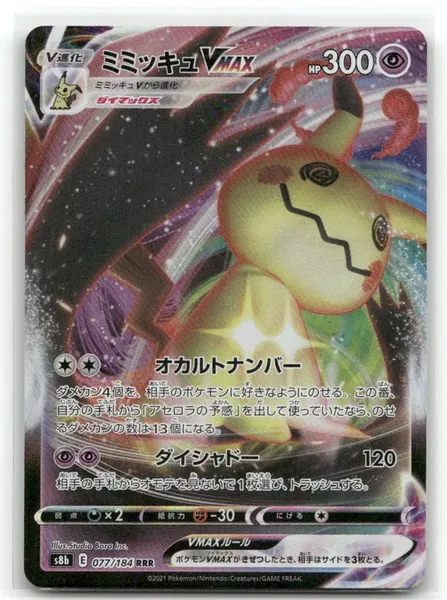 V進化
ミミッキュVMAX
HP 300
ミミッキュVから進化
ダイマックス
オカルトナンバー
ダメカン4個を、相手のポケモンに好きなようにのせる。この番、
自分の手札から「アセロラの予感」を出して使っていたなら、の
せるダメカンの数は13個になる。
ダイシャドー 120
相手の手札からオモテを見ないで1枚選び、トラッシュする。
弱点 ×2 抵抗力 -30 にげる
Illus. Studio Bora Inc.
VMAXルール
s8b E 077/184 RRR
ポケモンVMAXがきぜつしたとき、相手はサイドを3枚とる。
©2021 Pokémon/Nintendo/Creatures/GAME FREAK.